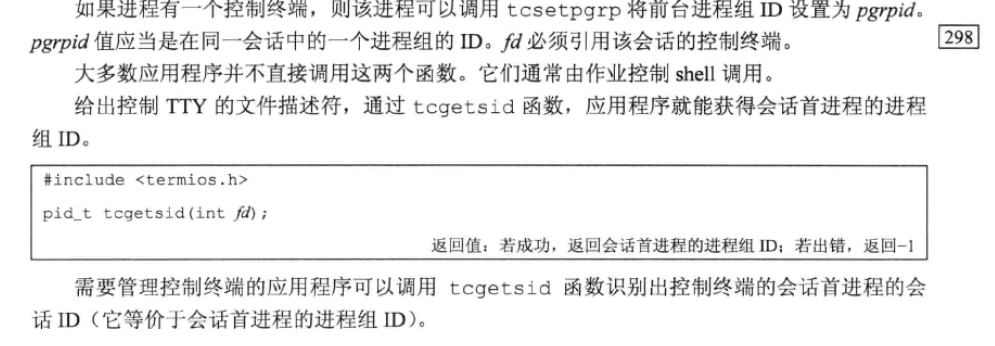 如果进程有一个控制终端，则该进程可以调用 tcsetpgrp 将前台进程组 ID 设置为 pgrpid。
pgrpid 值应当是在同一会话中的一个进程组的 ID。fd 必须引用该会话的控制终端。
298
大多数应用程序并不直接调用这两个函数。它们通常由作业控制 shell 调用。
给出控制 TTY 的文件描述符，通过 tcgetsid 函数，应用程序就能获得会话首进程的进程
组 ID。
#include <termios.h>
pid_t tcgetsid(int fd);
返回值：若成功，返回会话首进程的进程组 ID；若出错，返回−1
需要管理控制终端的应用程序可以调用 tcgetsid 函数识别出控制终端的会话首进程的会
话 ID（它等价于会话首进程的进程组 ID）。